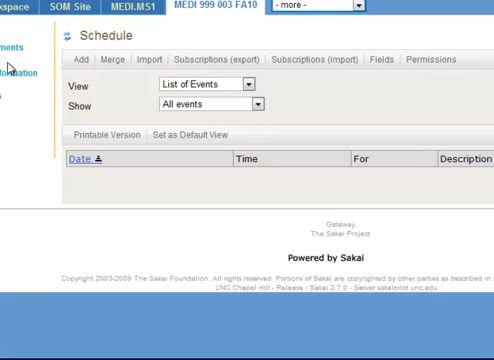 kspace SOM Site MEDI.MS1 MEDI 999 003 FA10 - more -
ments
formation
s
Schedule
Add Merge Import Subscriptions (export) Subscriptions (import) Fields Permissions
View List of Events
Show All events
Printable Version Set as Default View
Date Time For Description
Gateway
The Sakai Project
Powered by Sakai
Copyright 2003-2009 The Sakai Foundation. All rights reserved. Portions of Sakai are copyrighted by other parties as described in
UNC Chapel Hill - Release - Sakai 2.7.0 - Server sakaipilot.unc.edu